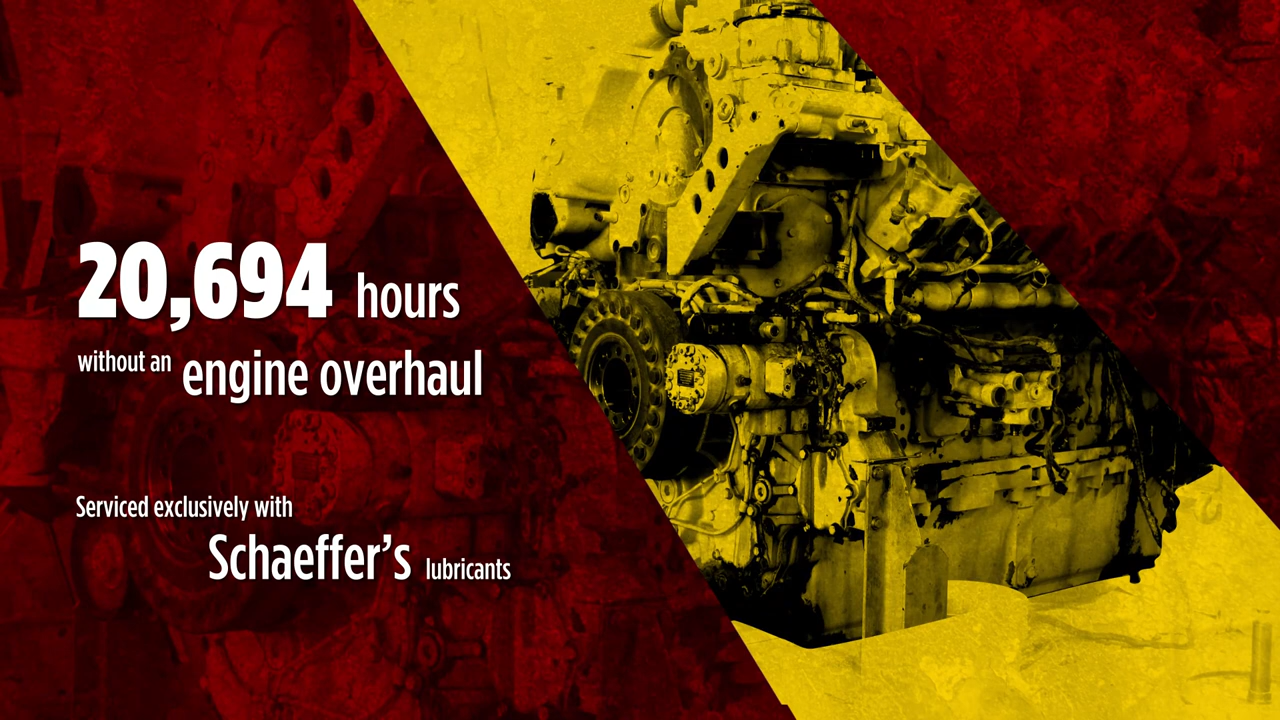 20,694 hours
without an engine overhaul
Serviced exclusively with
Schaeffer’s lubricants